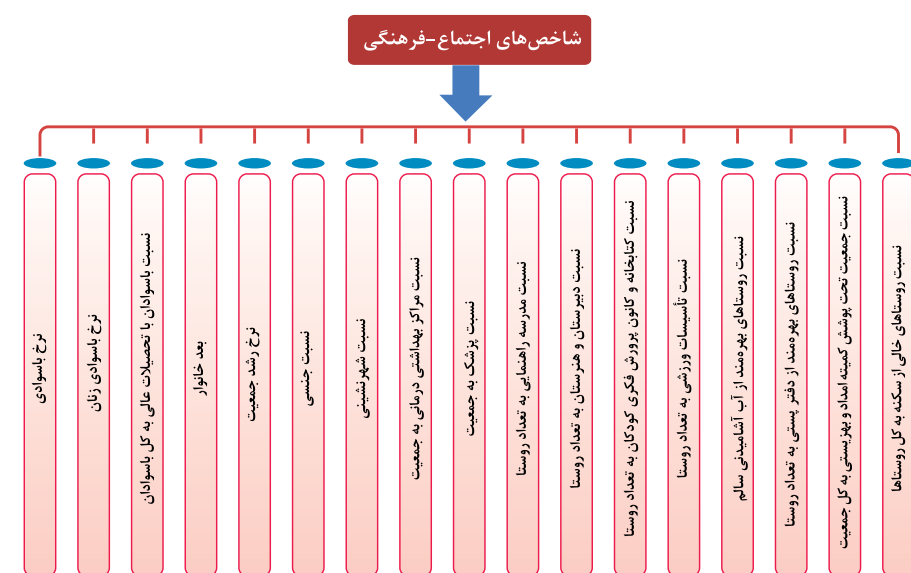 شاخص‌های اجتماع-فرهنگی
نسبت روستاهای خالی از سکنه به کل روستاها
نسبت جمعیت تحت پوشش کمیته امداد و بهزیستی به کل جمعیت
نسبت روستاهای بهره‌مند از دفتر پستی به تعداد روستا
نسبت روستاهای بهره‌مند از آب آشامیدنی سالم
نسبت تأسیسات ورزشی به تعداد روستا
نسبت کتابخانه و کانون پرورش فکری کودکان به تعداد روستا
نسبت دبیرستان و هنرستان به تعداد روستا
نسبت مدرسه راهنمایی به تعداد روستا
نسبت پزشک به جمعیت
نسبت مراکز بهداشتی درمانی به جمعیت
نسبت شهرنشینی
نسبت جنسی
نرخ رشد جمعیت
بعد خانوار
نسبت باسوادان با تحصیلات عالی به کل باسوادان
نرخ باسوادی زنان
نرخ باسوادی